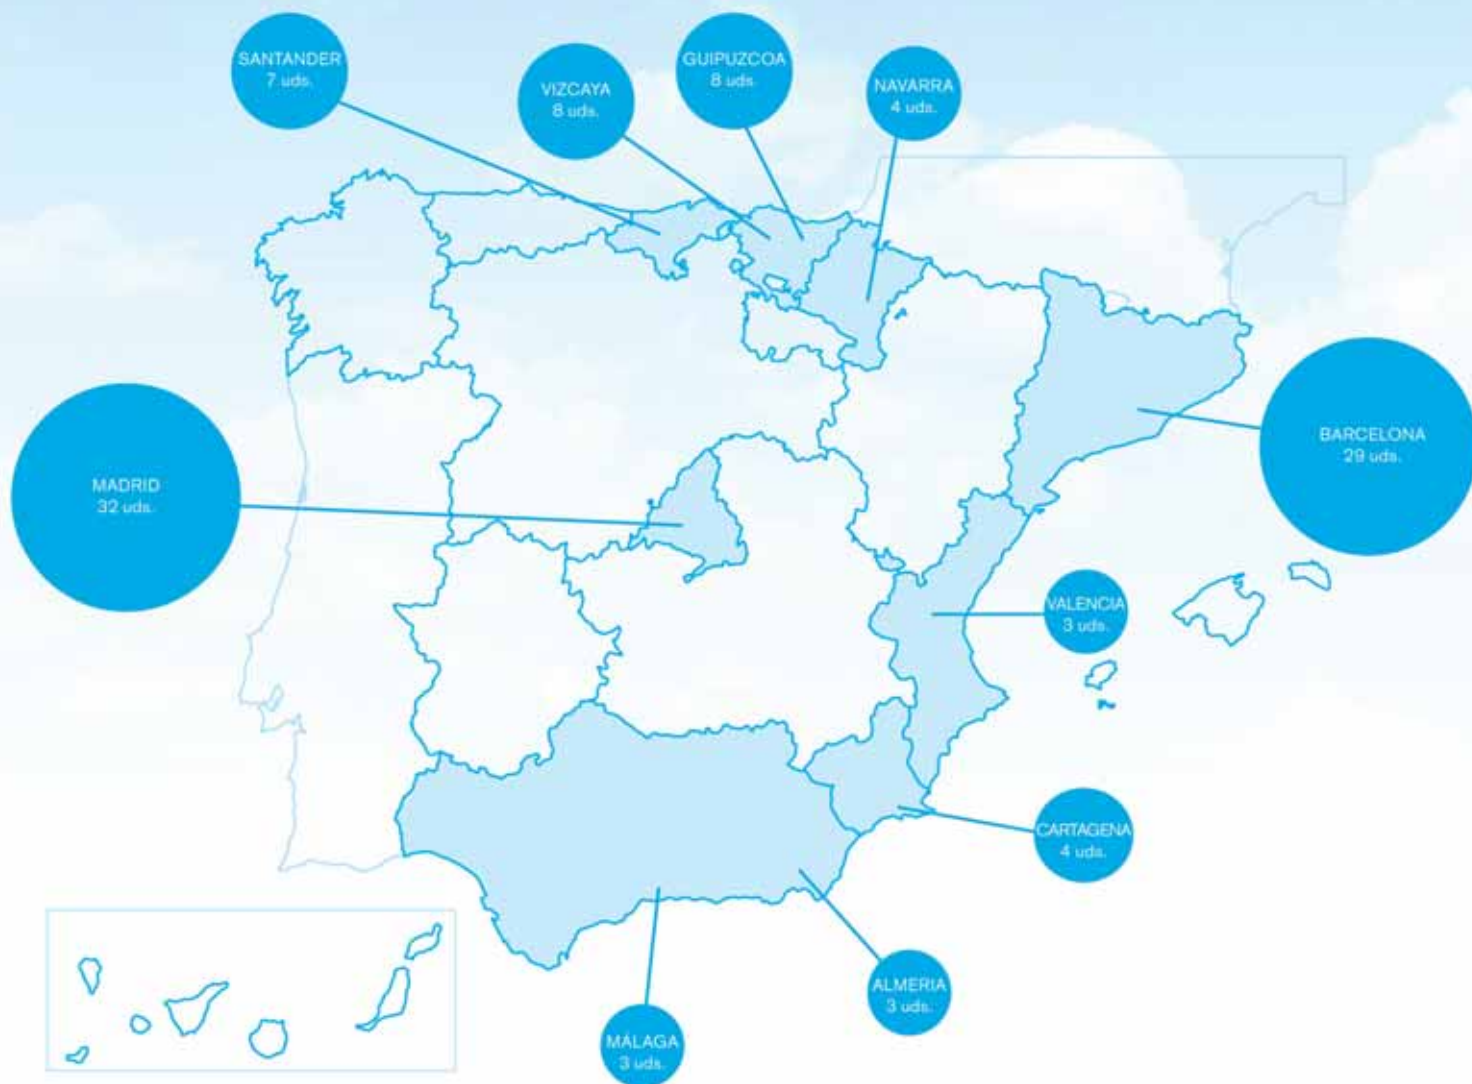 SANTANDER
7 uds.
VIZCAYA
8 uds.
GUIPUZCOA
8 uds.
NAVARRA
4 uds.
MADRID
32 uds.
BARCELONA
29 uds.
VALENCIA
3 uds.
CARTAGENA
4 uds.
ALMERIA
3 uds.
MÁLAGA
3 uds.